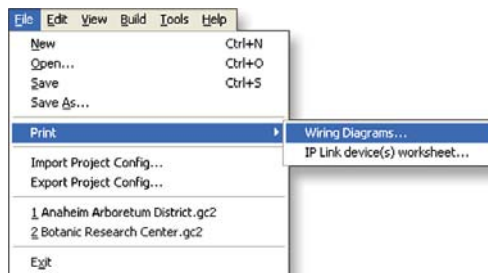 File Edit View Build Tools Help
New Ctrl+N
Open... Ctrl+O
Save Ctrl+S
Save As...
Print
Wiring Diagrams...
IP Link device(s) worksheet...
Import Project Config...
Export Project Config...
1 Anaheim Arboretum District.gc2
2 Botanic Research Center.gc2
Exit